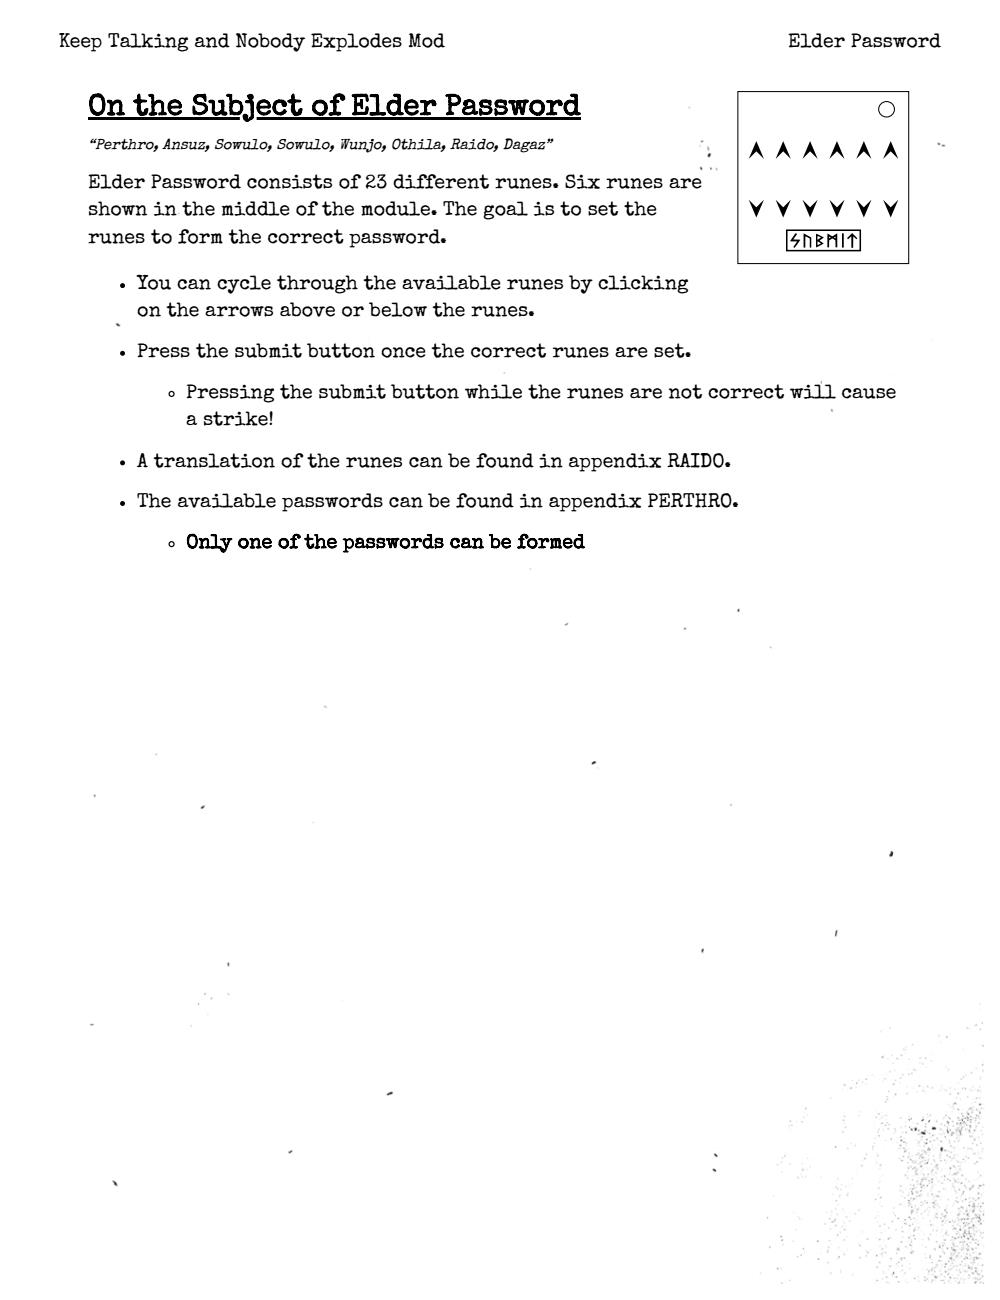 Keep Talking and Nobody Explodes Mod
Elder Password
On the Subject of Elder Password
“Perthro, Ansuz, Sowulo, Sowulo, Wunjo, Othila, Raido, Dagaz”
Elder Password consists of 23 different runes. Six runes are
shown in the middle of the module. The goal is to set the
runes to form the correct password.
ᛋᚢᛒᛗᛁᛏ
• You can cycle through the available runes by clicking
on the arrows above or below the runes.
• Press the submit button once the correct runes are set.
◦ Pressing the submit button while the runes are not correct will cause
a strike!
• A translation of the runes can be found in appendix RAIDO.
• The available passwords can be found in appendix PERTHRO.
◦ Only one of the passwords can be formed